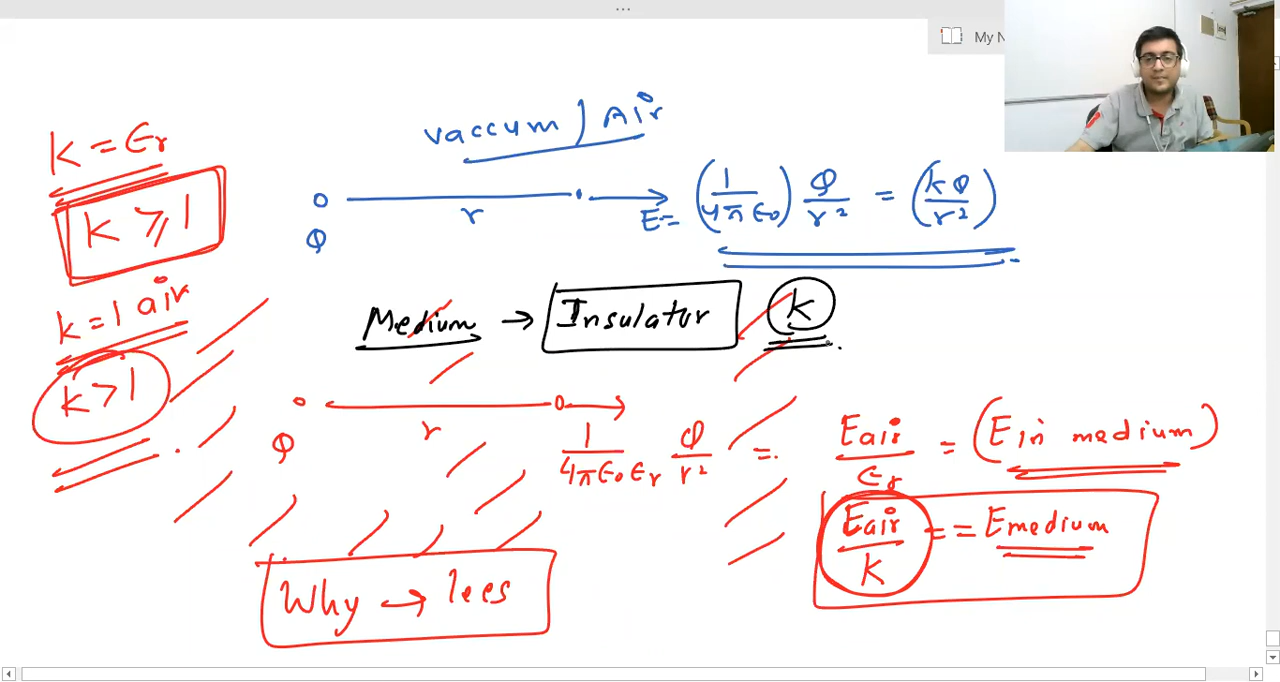 My N
vaccum / Air
k = ϵr
k ⩾ 1
Q
r
E = (1/4πϵ0) Q/r² = (kQ/r²)
k = 1 air
Medium → Insulator k
k > 1
Q
r
1/4πϵ0ϵr Q/r² = Eair/ϵr = (E in medium)
Eair/k = = Emedium
Why → lees